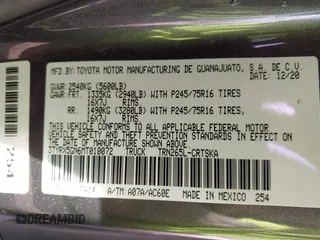 MFD.BY: TOYOTA MOTOR MANUFACTURING DE GUANAJUATO, S.A. DE C.V.
12/20
GVWR: 2540KG (5600LB)
GAWR: FRT. 1335KG (2940LB) WITH P245/75R16 TIRES
16X7J RIMS
RR. 1490KG (3280LB) WITH P245/75R16 TIRES
16X7J RIMS
THIS VEHICLE CONFORMS TO ALL APPLICABLE FEDERAL MOTOR
VEHICLE SAFETY AND THEFT PREVENTION STANDARDS IN EFFECT
ON THE DATE OF MANUFACTURE SHOWN ABOVE.
TRUCK TRN265L-CRTSKA
A/TM: A07A/AC60E
MADE IN MEXICO 254
254
DREAMBID